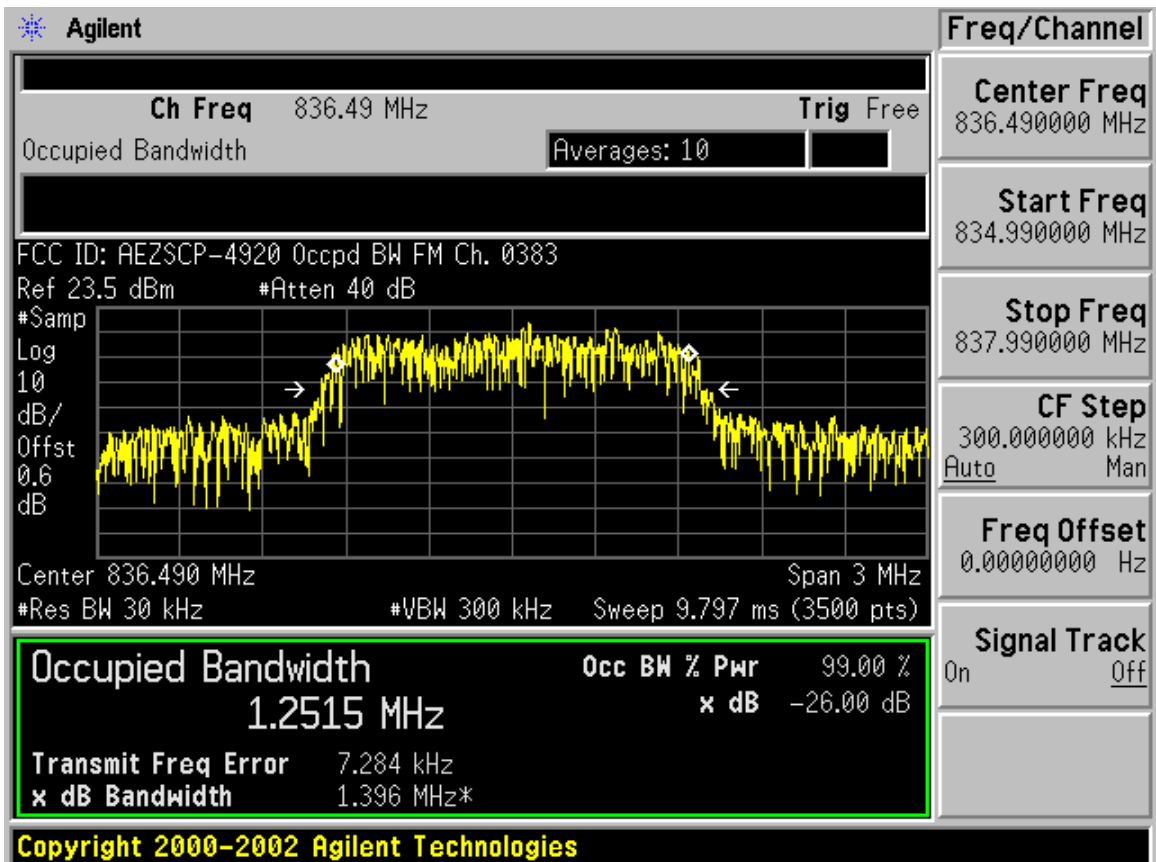 Agilent
Freq/Channel
Ch Freq 836.49 MHz Trig Free
Occupied Bandwidth Averages: 10
FCC ID: AEZSCP-4920 Occpd BW FM Ch. 0383
Ref 23.5 dBm #Atten 40 dB
#Samp
Log
10
dB/
Offst
0.6
dB
Center 836.490 MHz Span 3 MHz
#Res BW 30 kHz #VBW 300 kHz Sweep 9.797 ms (3500 pts)
Occupied Bandwidth
1.2515 MHz
Occ BW % Pwr 99.00 %
x dB -26.00 dB
Transmit Freq Error 7.284 kHz
x dB Bandwidth 1.396 MHz*
Copyright 2000-2002 Agilent Technologies
Center Freq
836.490000 MHz
Start Freq
834.990000 MHz
Stop Freq
837.990000 MHz
CF Step
300.000000 kHz
Auto Man
Freq Offset
0.00000000 Hz
Signal Track
On Off